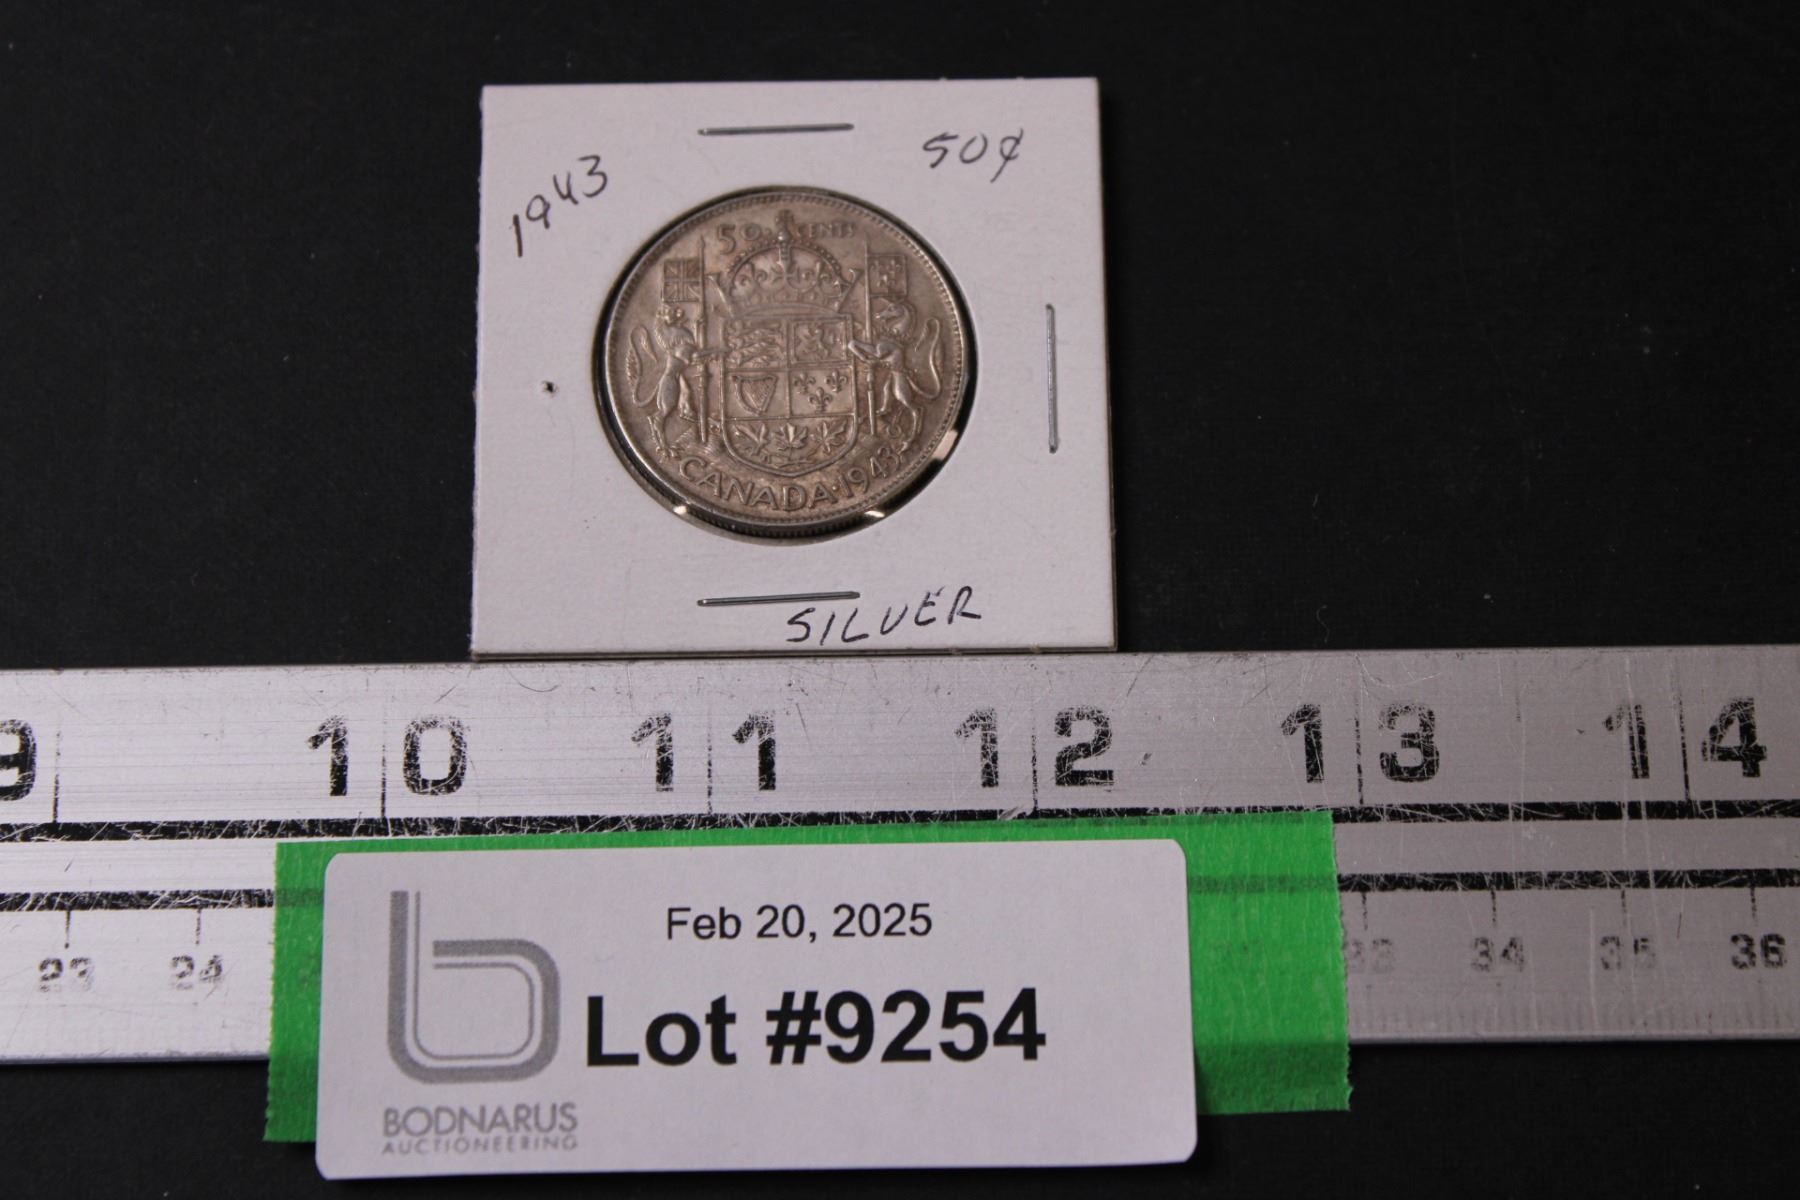 1943
50¢
50 CENTS
CANADA·1943
SILVER
9 10 11 12 13 14
Feb 20, 2025
Lot #9254
BODNARUS
AUCTIONEERING
23 24 33 34 35 36